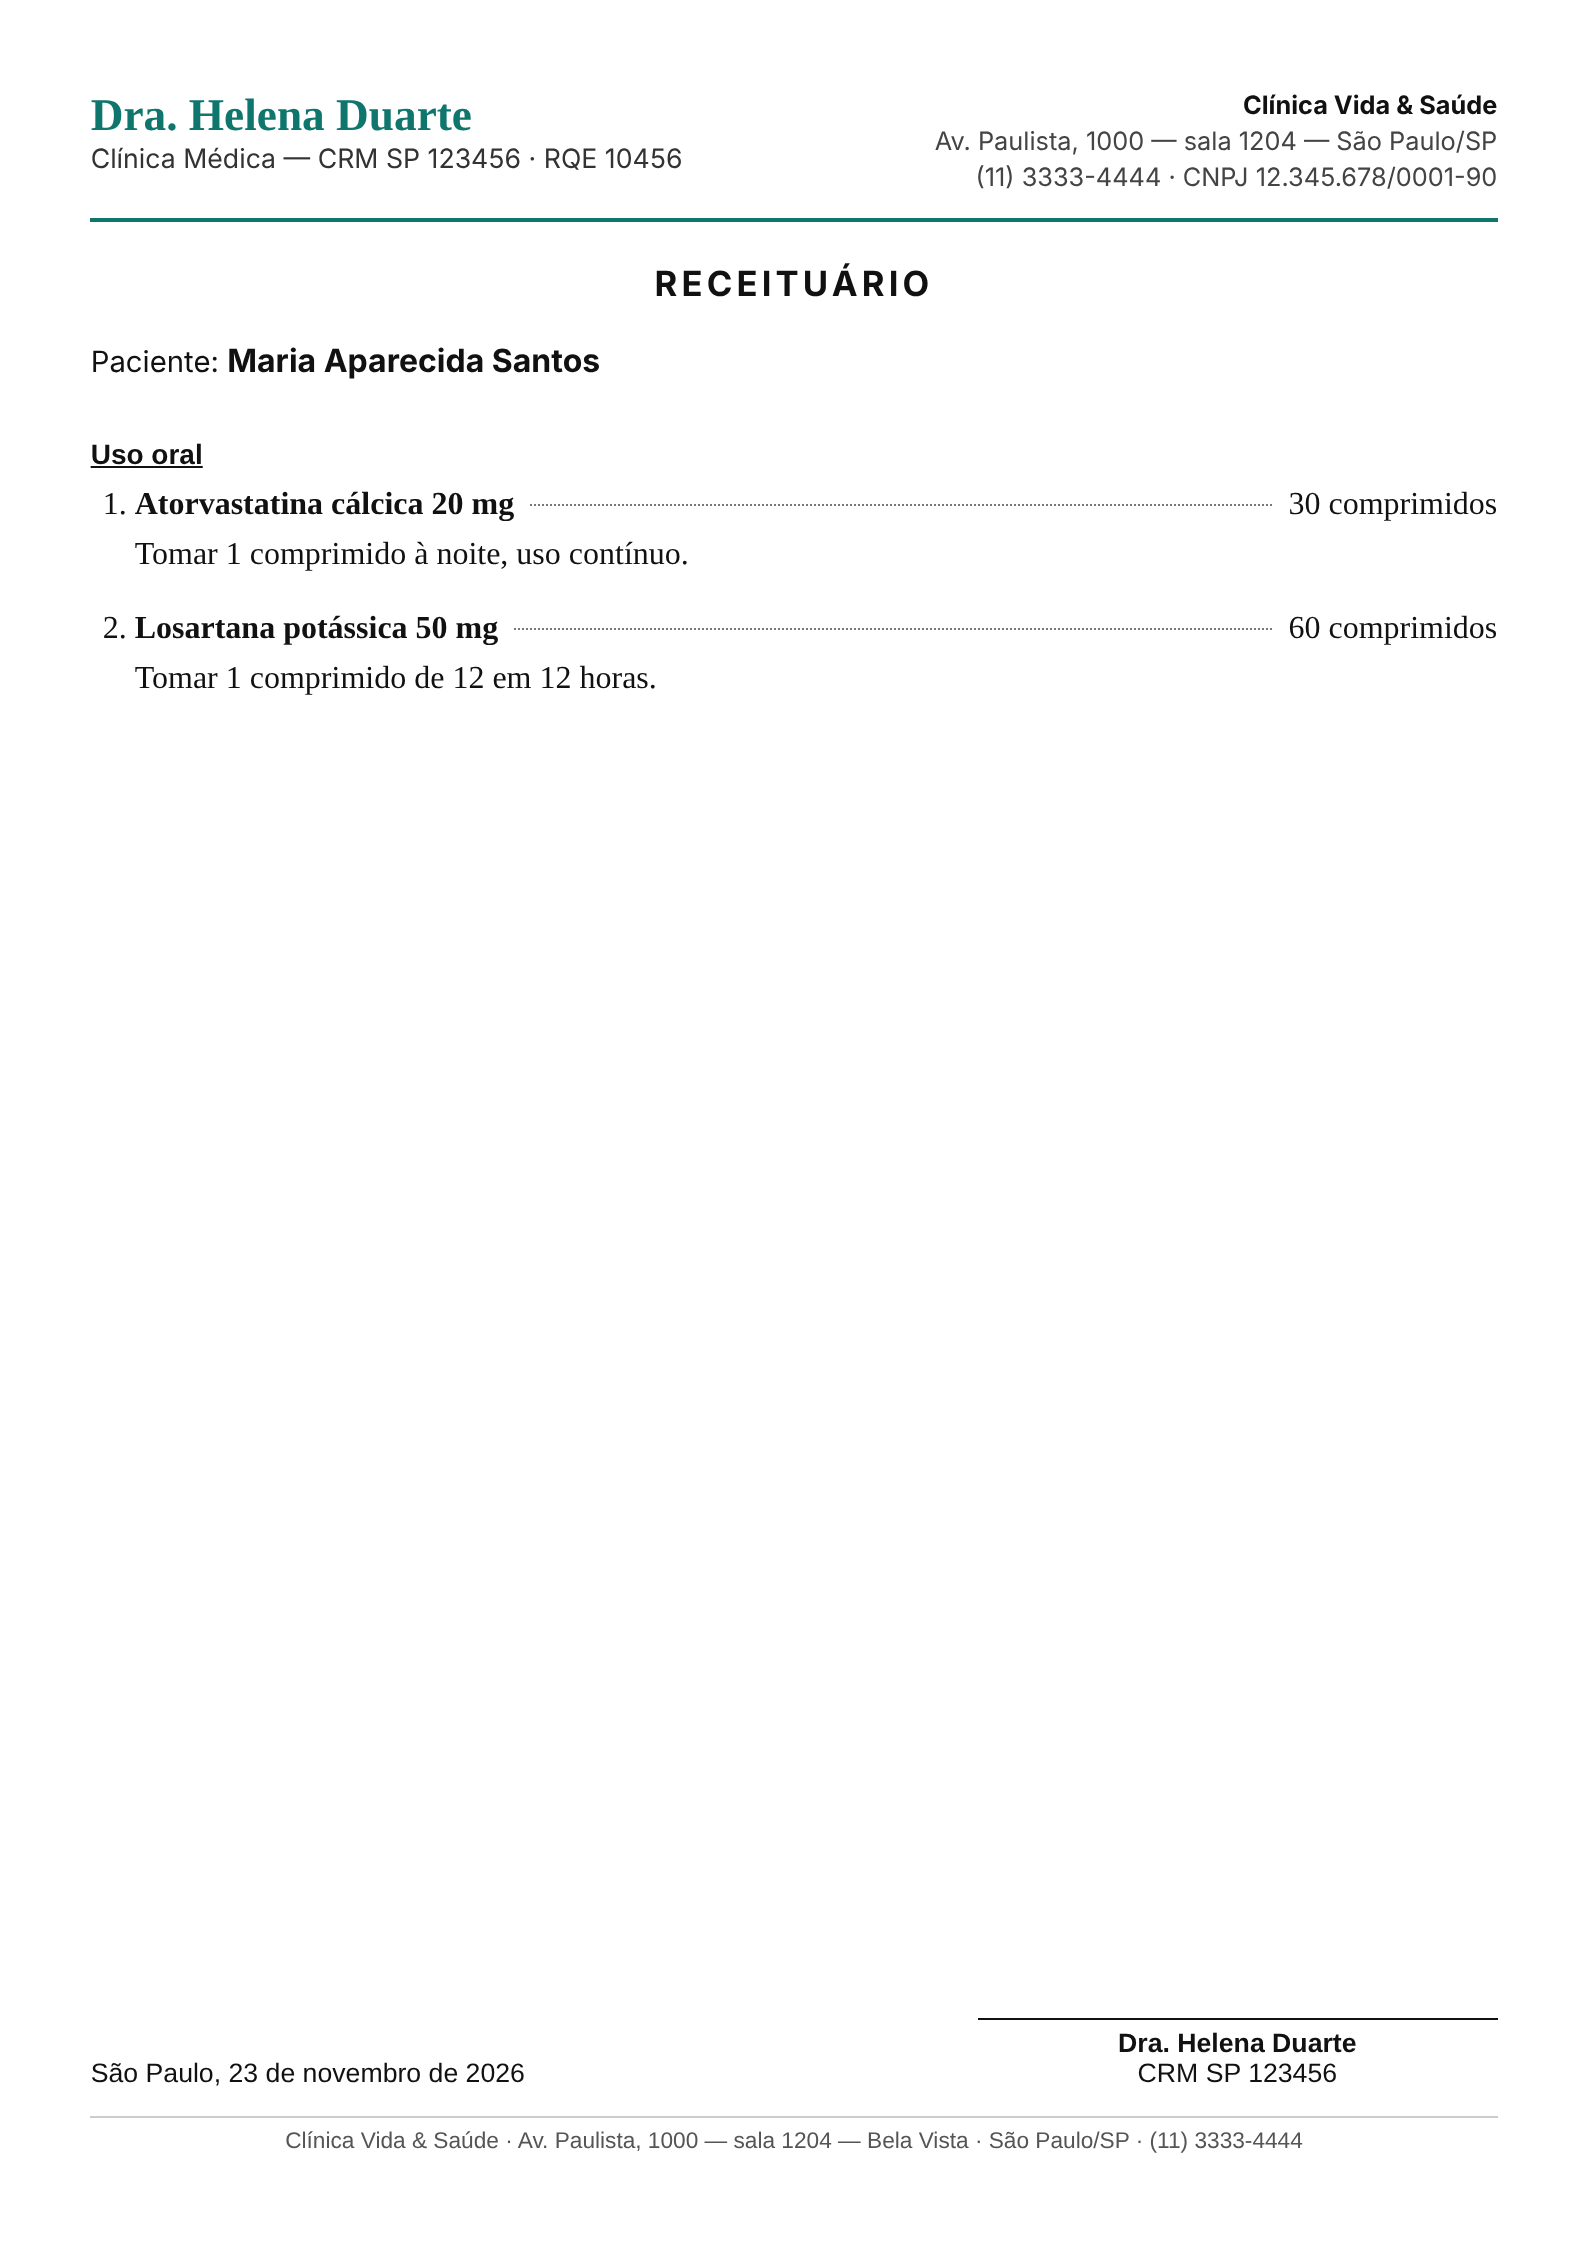 Dra. Helena Duarte
Clínica Médica — CRM SP 123456 · RQE 10456
Clínica Vida & Saúde
Av. Paulista, 1000 — sala 1204 — São Paulo/SP
(11) 3333-4444 · CNPJ 12.345.678/0001-90
RECEITUÁRIO
Paciente: Maria Aparecida Santos
Uso oral
1. Atorvastatina cálcica 20 mg 30 comprimidos
Tomar 1 comprimido à noite, uso contínuo.
2. Losartana potássica 50 mg 60 comprimidos
Tomar 1 comprimido de 12 em 12 horas.
São Paulo, 23 de novembro de 2026
Dra. Helena Duarte
CRM SP 123456
Clínica Vida & Saúde · Av. Paulista, 1000 — sala 1204 — Bela Vista · São Paulo/SP · (11) 3333-4444